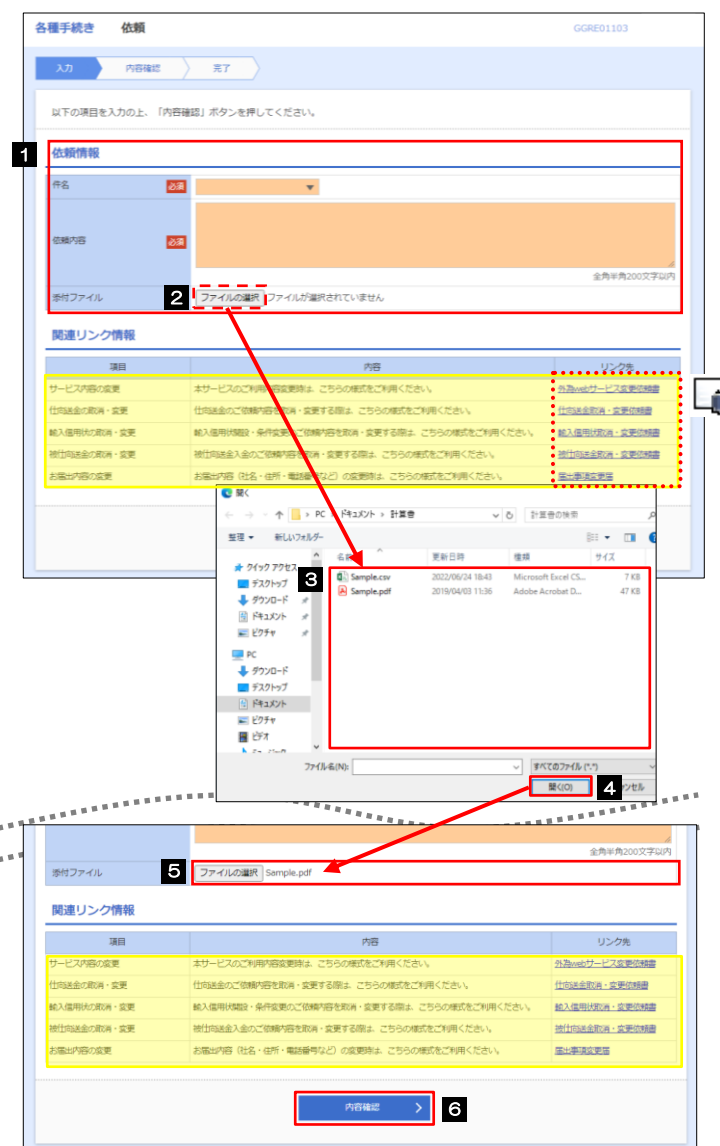 各種手続き 依頼 GGRE01103
入力 内容確認 完了
以下の項目を入力の上、「内容確認」ボタンを押してください。
1
依頼情報
件名 必須
依頼内容 必須
全角半角200文字以内
添付ファイル 2 ファイルの選択 ファイルが選択されていません
関連リンク情報
項目 内容 リンク先
サービス内容の変更 本サービスのご利用内容変更時は、こちらの様式をご利用ください。 外為webサービス変更依頼書
仕向送金の取消・変更 仕向送金のご依頼内容を取消・変更する際は、こちらの様式をご利用ください。 仕向送金取消・変更依頼書
輸入信用状の取消・変更 輸入信用状開設・条件変更のご依頼内容を取消・変更する際は、こちらの様式をご利用ください。 輸入信用状取消・変更依頼書
被仕向送金の取消・変更 被仕向送金入金のご依頼内容を取消・変更する際は、こちらの様式をご利用ください。 被仕向送金取消・変更依頼書
お届出内容の変更 お届出内容（社名・住所・電話番号など）の変更時は、こちらの様式をご利用ください。 届出事項変更届
開く
PC ドキュメント 計算書 計算書の検索
整理 新しいフォルダー
名前 更新日時 種類 サイズ
クイック アクセス
3
Sample.csv 2022/06/24 18:43 Microsoft Excel CS... 7 KB
デスクトップ
Sample.pdf 2019/04/03 11:36 Adobe Acrobat D... 47 KB
ダウンロード
ドキュメント
ピクチャ
PC
ダウンロード
デスクトップ
ドキュメント
ピクチャ
ビデオ
ファイル名(N): すべてのファイル (*.*)
開く(O) 4
全角半角200文字以内
添付ファイル 5 ファイルの選択 Sample.pdf
関連リンク情報
項目 内容 リンク先
サービス内容の変更 本サービスのご利用内容変更時は、こちらの様式をご利用ください。 外為webサービス変更依頼書
仕向送金の取消・変更 仕向送金のご依頼内容を取消・変更する際は、こちらの様式をご利用ください。 仕向送金取消・変更依頼書
輸入信用状の取消・変更 輸入信用状開設・条件変更のご依頼内容を取消・変更する際は、こちらの様式をご利用ください。 輸入信用状取消・変更依頼書
被仕向送金の取消・変更 被仕向送金入金のご依頼内容を取消・変更する際は、こちらの様式をご利用ください。 被仕向送金取消・変更依頼書
お届出内容の変更 お届出内容（社名・住所・電話番号など）の変更時は、こちらの様式をご利用ください。 届出事項変更届
内容確認 6